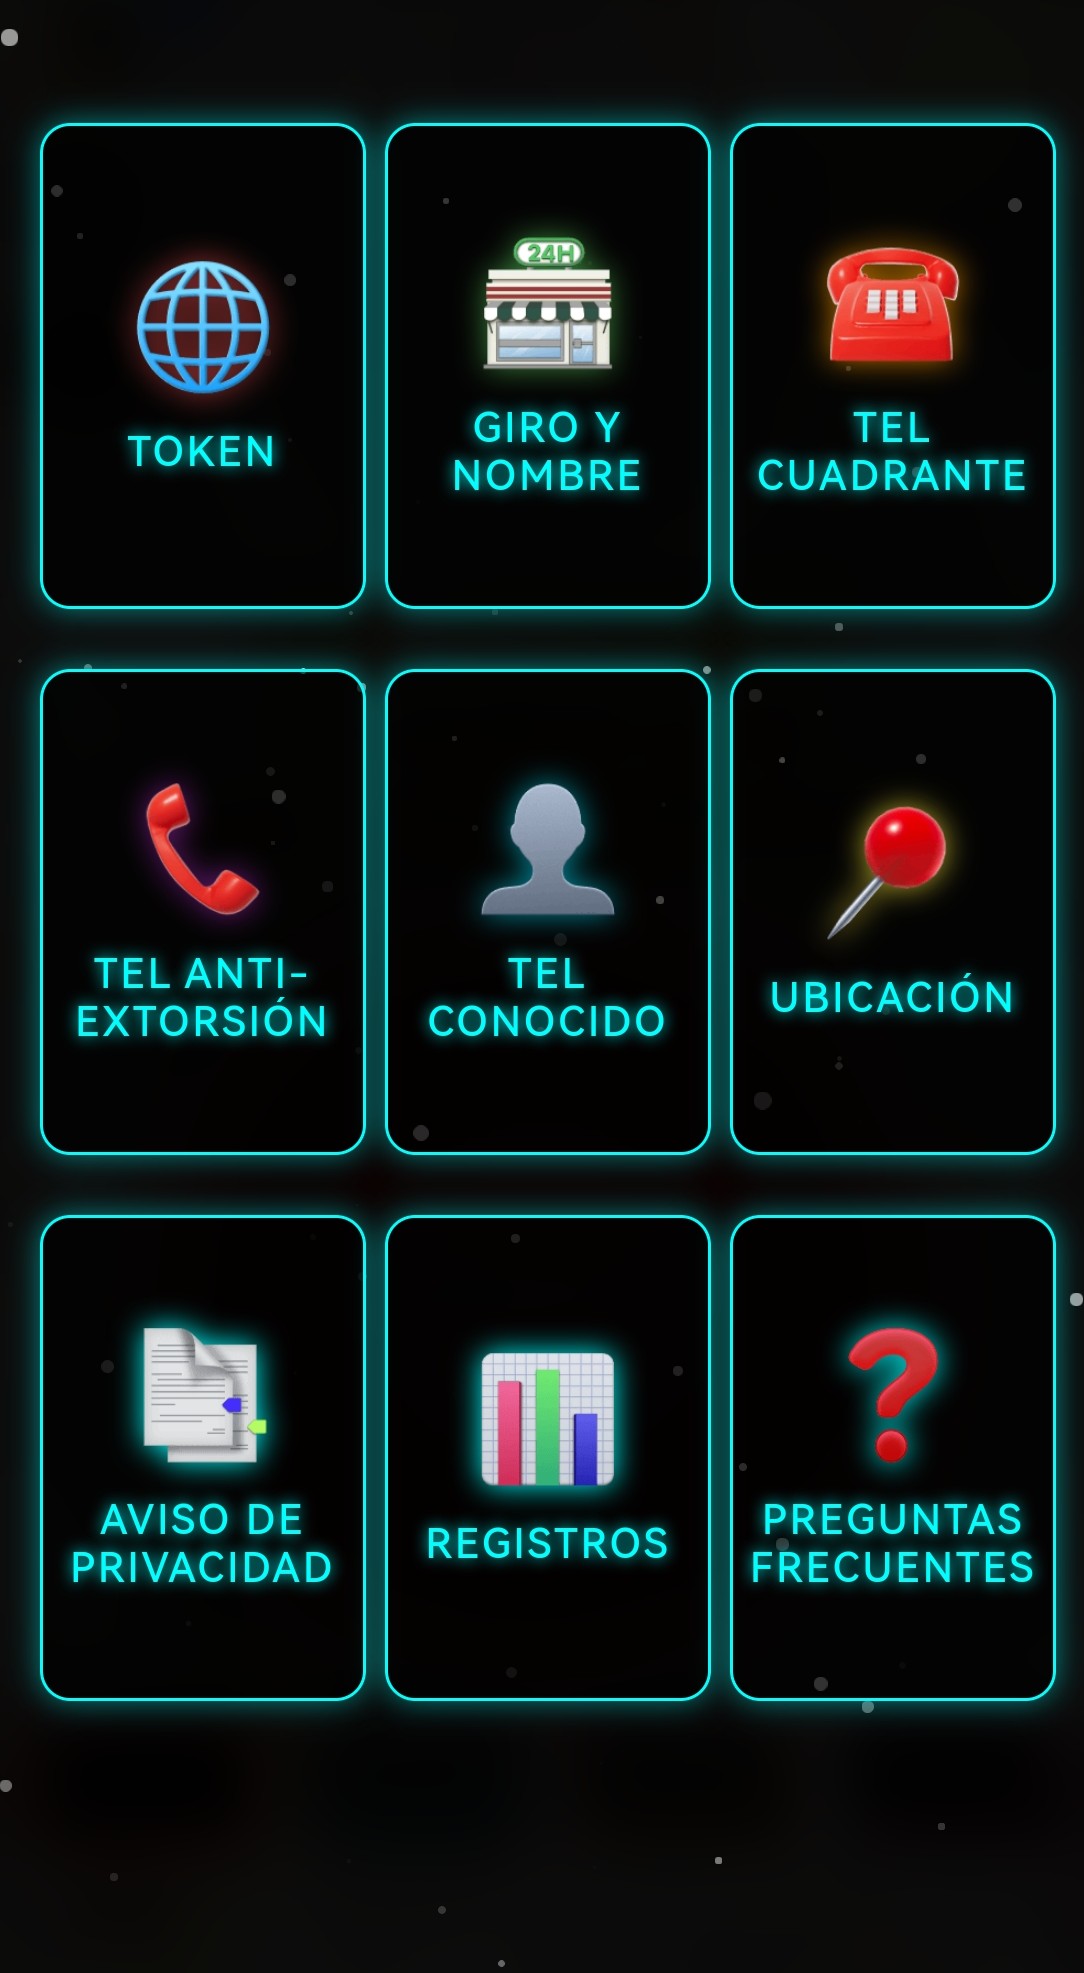 24H
TOKEN
GIRO Y
NOMBRE
TEL
CUADRANTE
TEL ANTI-
EXTORSIÓN
TEL
CONOCIDO
UBICACIÓN
AVISO DE
PRIVACIDAD
REGISTROS
PREGUNTAS
FRECUENTES